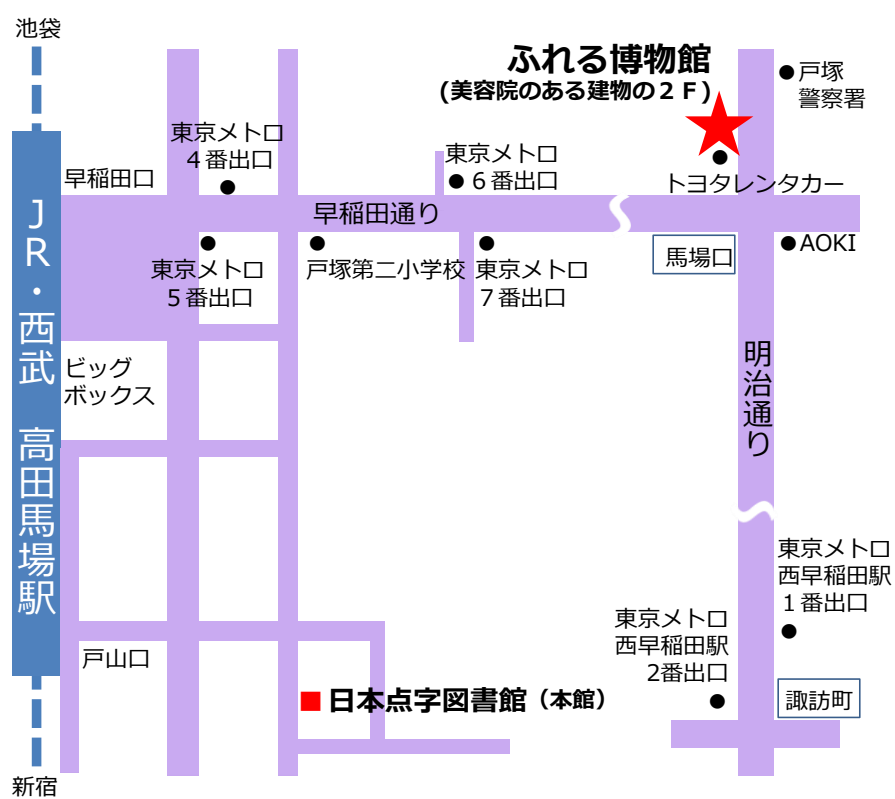 池袋
ふれる博物館
(美容院のある建物の２Ｆ)
戸塚
警察署
東京メトロ
４番出口
東京メトロ
６番出口
早稲田口
トヨタレンタカー
早稲田通り
馬場口
AOKI
東京メトロ
５番出口
戸塚第二小学校
東京メトロ
７番出口
ＪＲ・西武 高田馬場駅
ビッグ
ボックス
明治通り
東京メトロ
西早稲田駅
１番出口
東京メトロ
西早稲田駅
2番出口
戸山口
日本点字図書館（本館）
諏訪町
新宿